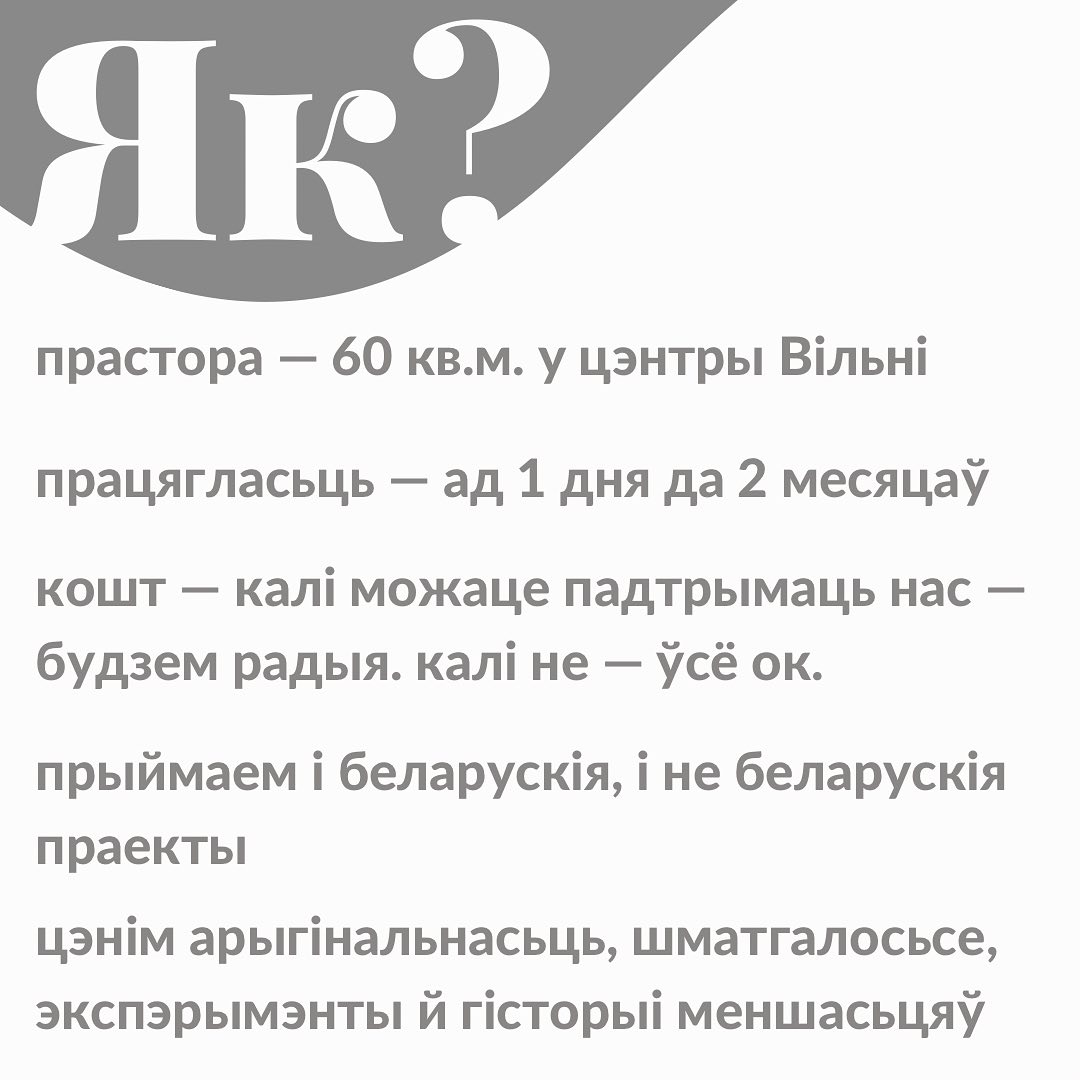 Як?
прастора — 60 кв.м. у цэнтры Вільні
працягласьць — ад 1 дня да 2 месяцаў
кошт — калі можаце падтрымаць нас —
будзем радыя. калі не — ўсё ок.
прыймаем і беларускія, і не беларускія
праекты
цэнім арыгінальнасьць, шматгалосьсе,
экспэрымэнты й гісторыі меншасьцяў